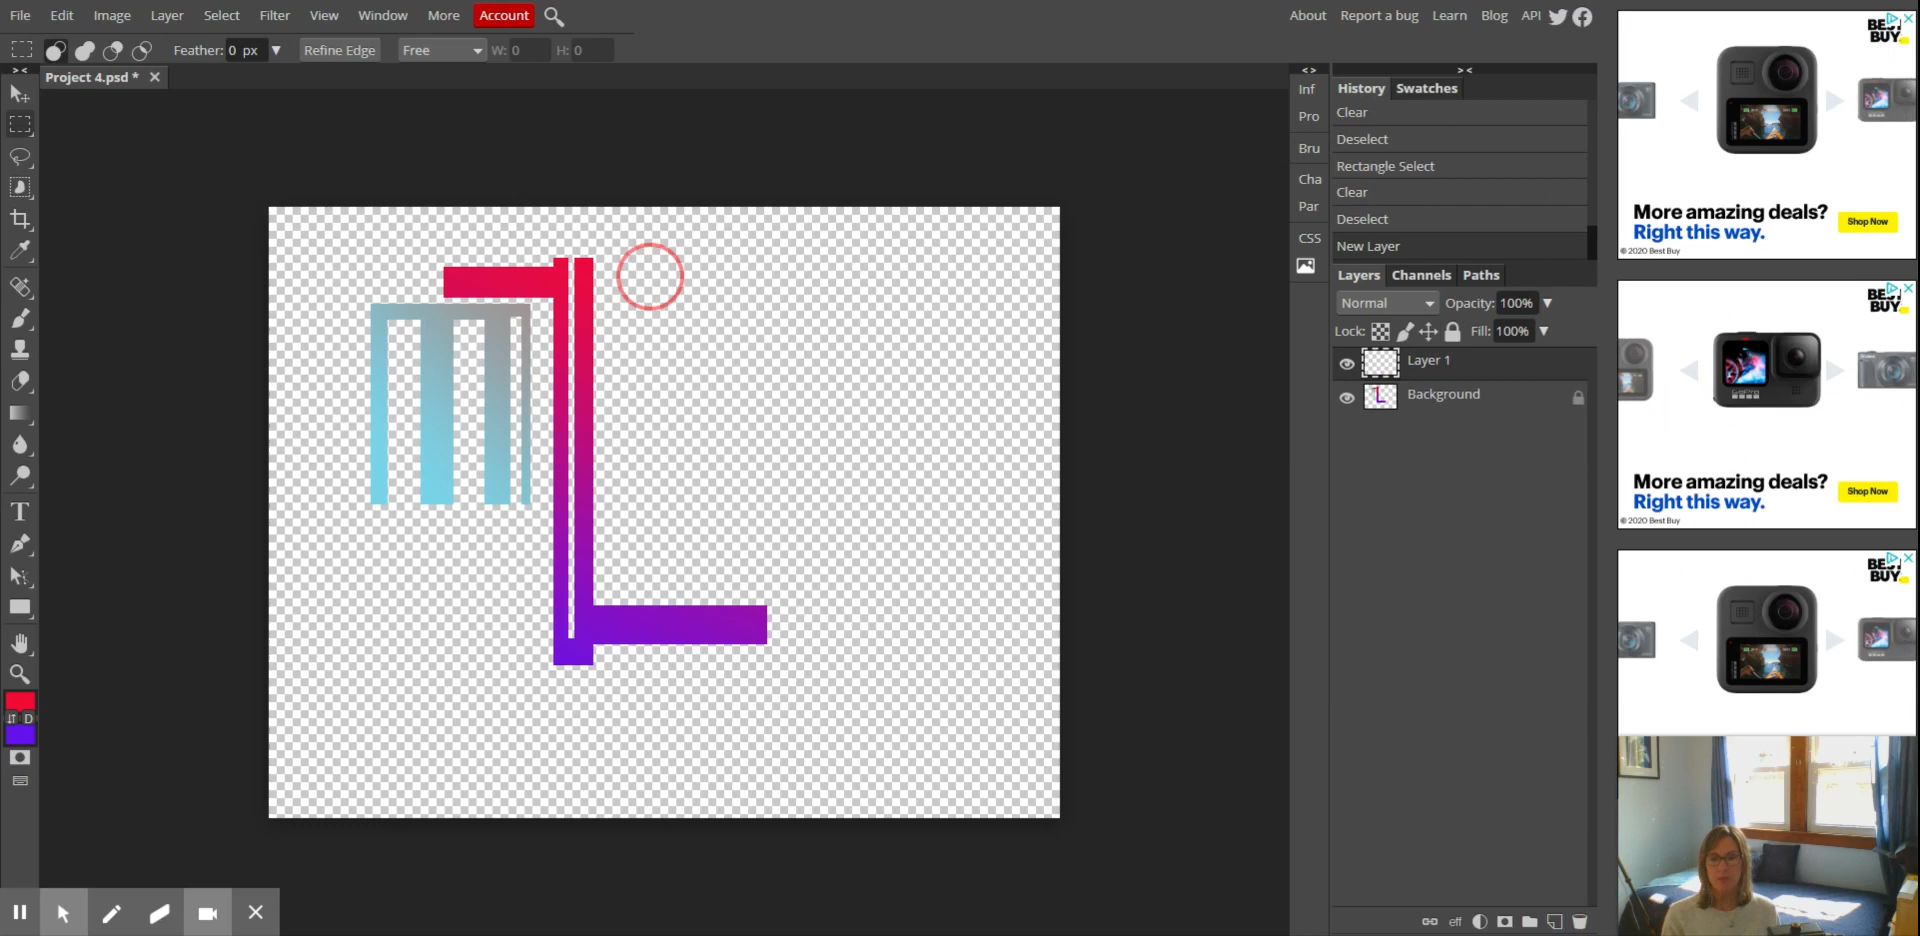 File Edit Image Layer Select Filter View Window More Account
About Report a bug Learn Blog API
Feather: 0 px Refine Edge Free W: 0 H: 0
Project 4.psd *
> <
< >
> <
Inf
Pro
Bru
Cha
Par
CSS
History Swatches
Clear
Deselect
Rectangle Select
Clear
Deselect
New Layer
Layers Channels Paths
Normal Opacity: 100%
Lock: Fill: 100%
Layer 1
Background
eff
T
D
BEST BUY
More amazing deals?
Right this way.
Shop Now
© 2020 Best Buy
BEST BUY
More amazing deals?
Right this way.
Shop Now
© 2020 Best Buy
BEST BUY